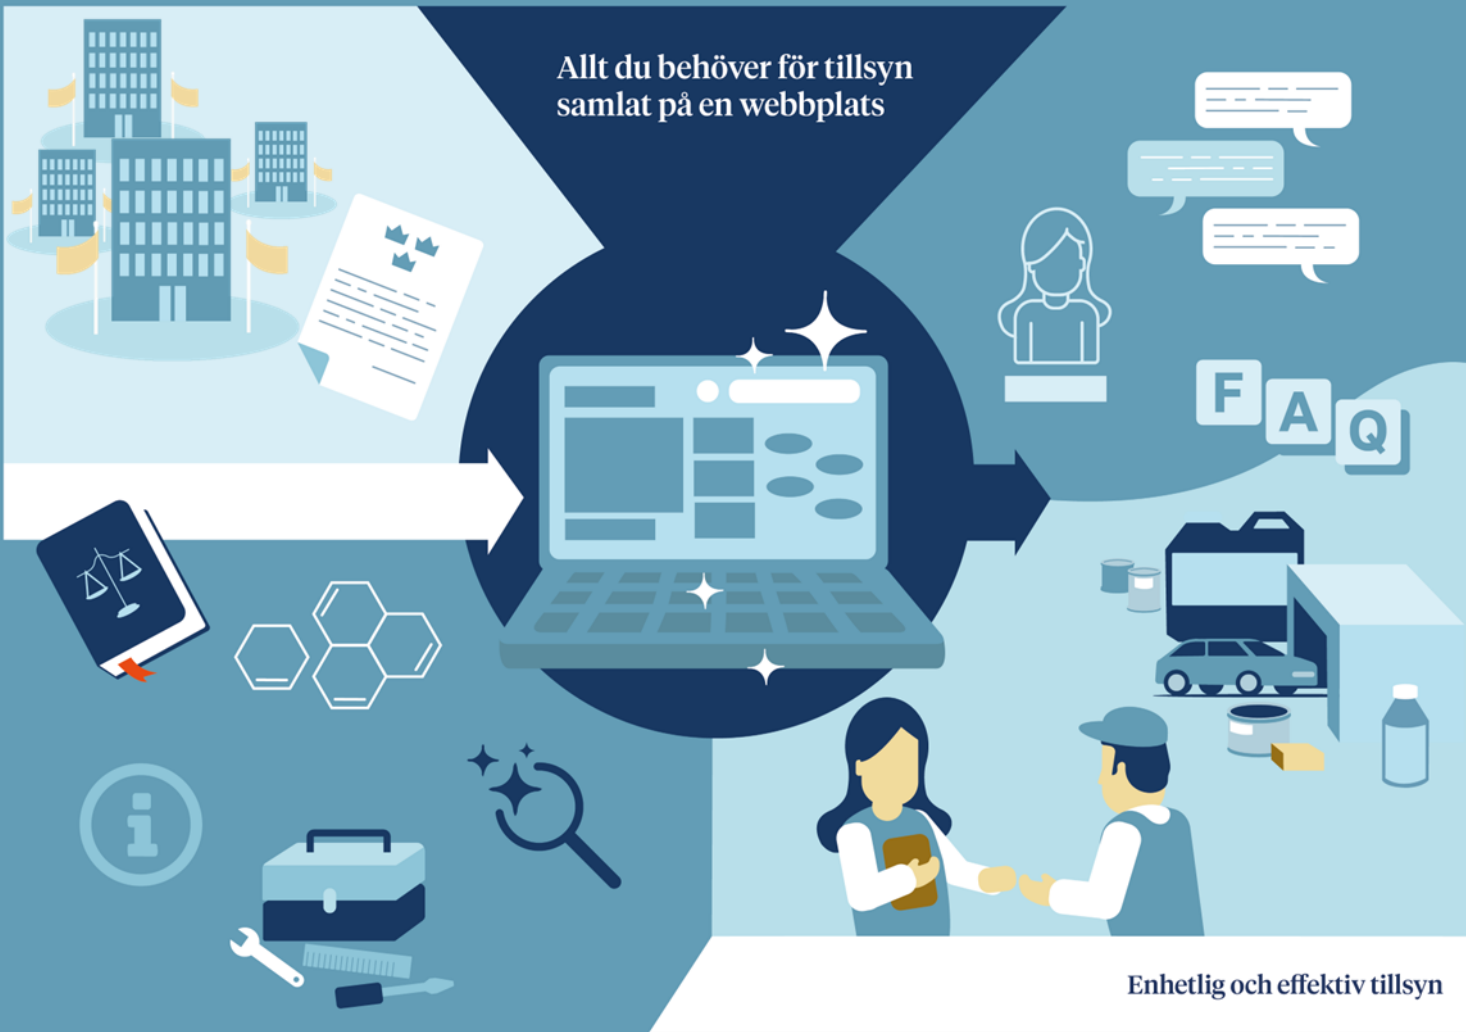 Allt du behöver för tillsyn
samlat på en webbplats
F
A
Q
Enhetlig och effektiv tillsyn